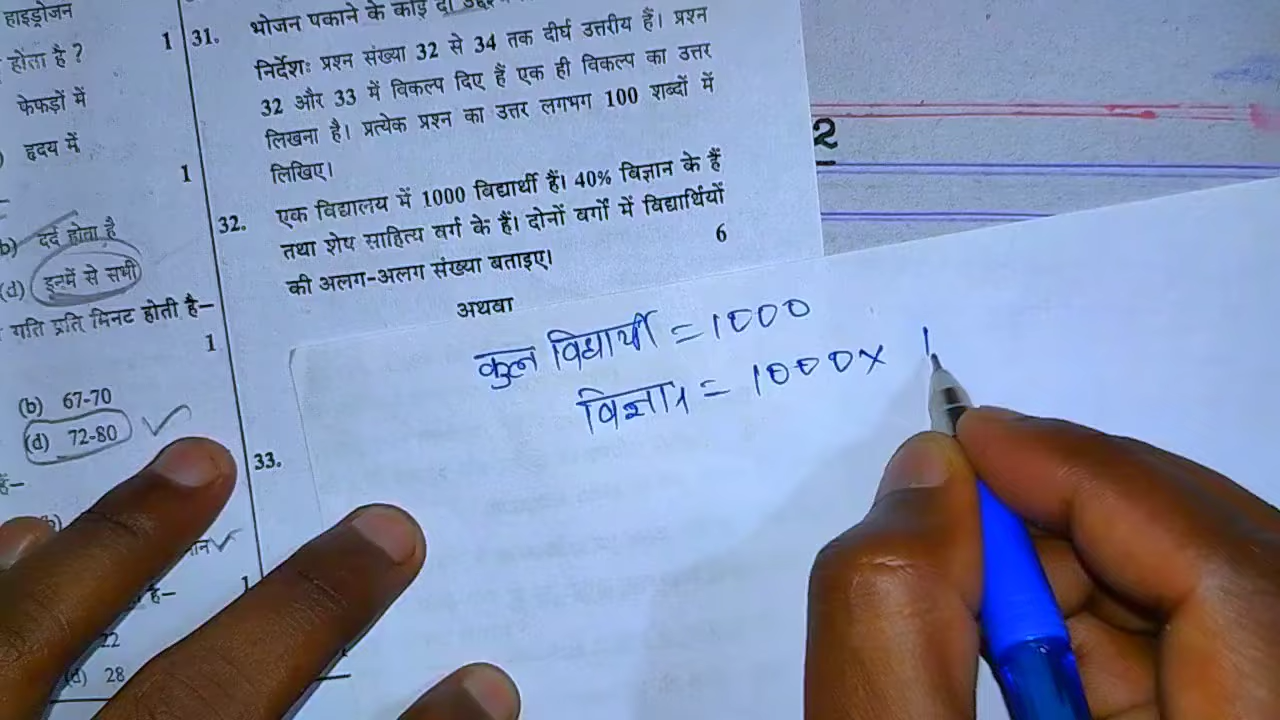 हाइड्रोजन
होता है ?
1
फेफड़ों में
हृदय में
1
b) दर्द होता है
(d) इनमें से सभी
गति प्रति मिनट होती है–
1
(b) 67-70
(d) 72-80
हैं–
है–
1
22
(d) 28
31. भोजन पकाने के कोई दो
निर्देशः प्रश्न संख्या 32 से 34 तक दीर्घ उत्तरीय हैं। प्रश्न
32 और 33 में विकल्प दिए हैं एक ही विकल्प का उत्तर
लिखना है। प्रत्येक प्रश्न का उत्तर लगभग 100 शब्दों में
लिखिए।
32. एक विद्यालय में 1000 विद्यार्थी हैं। 40% विज्ञान के हैं
तथा शेष साहित्य वर्ग के हैं। दोनों वर्गों में विद्यार्थियों
की अलग-अलग संख्या बताइए। 6
अथवा
33.
कुल विद्यार्थी = 1000
विज्ञान = 1000 ×
2